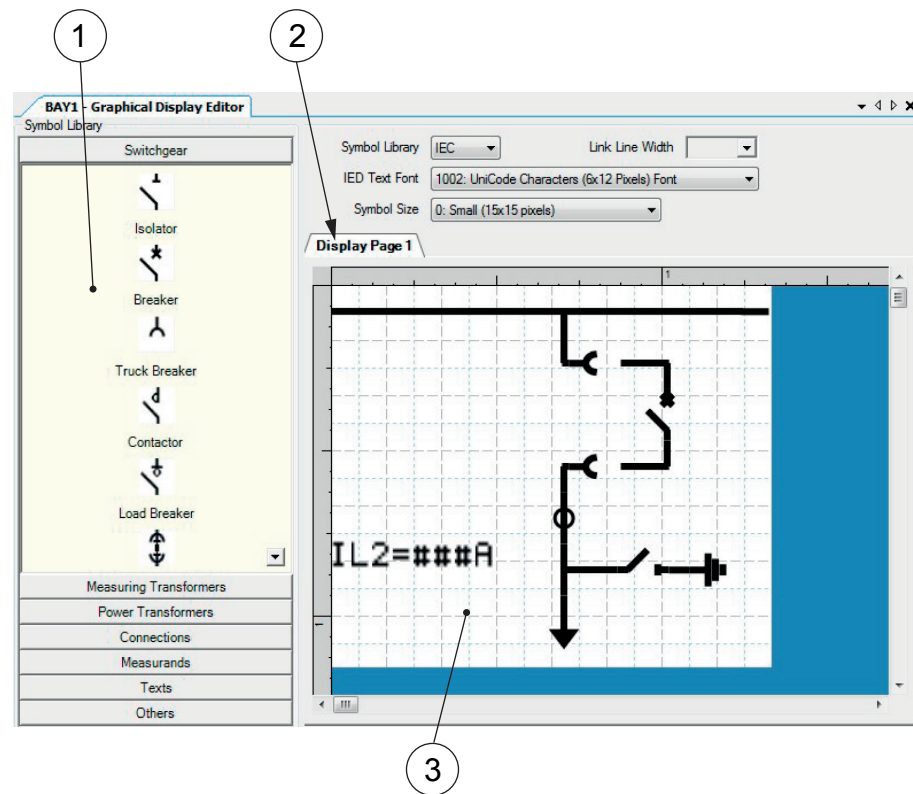 1
2
BAY1 - Graphical Display Editor
Symbol Library
Switchgear
Isolator
Breaker
Truck Breaker
Contactor
Load Breaker
Measuring Transformers
Power Transformers
Connections
Measurands
Texts
Others
Symbol Library IEC Link Line Width
IED Text Font 1002: UniCode Characters (6x12 Pixels) Font
Symbol Size 0: Small (15x15 pixels)
Display Page 1
1
IL2=###A
1
3